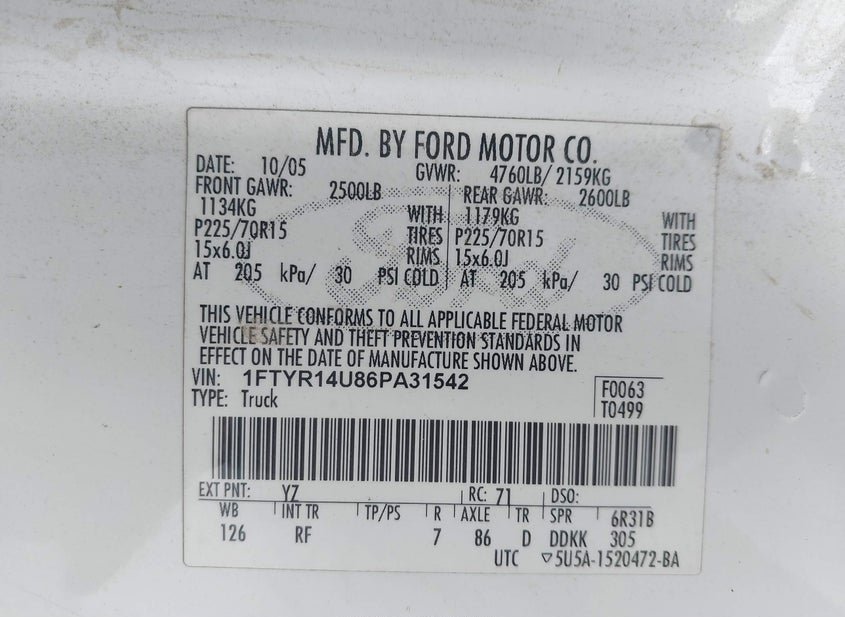 MFD. BY FORD MOTOR CO.
DATE: 10/05 GVWR: 4760LB/ 2159KG
FRONT GAWR: 2500LB REAR GAWR: 2600LB
1134KG WITH 1179KG WITH
P225/70R15 TIRES P225/70R15 TIRES
15x6.0J RIMS 15x6.0J RIMS
AT 205 kPa/ 30 PSI COLD AT 205 kPa/ 30 PSI COLD
Ford
THIS VEHICLE CONFORMS TO ALL APPLICABLE FEDERAL MOTOR
VEHICLE SAFETY AND THEFT PREVENTION STANDARDS IN
EFFECT ON THE DATE OF MANUFACTURE SHOWN ABOVE.
VIN: 1FTYR14U86PA31542 F0063
TYPE: Truck T0499
EXT PNT: YZ RC: 71 DSO:
WB INT TR TP/PS R AXLE TR SPR 6R31B
126 RF 7 86 D DDKK 305
UTC ▽5U5A-1520472-BA